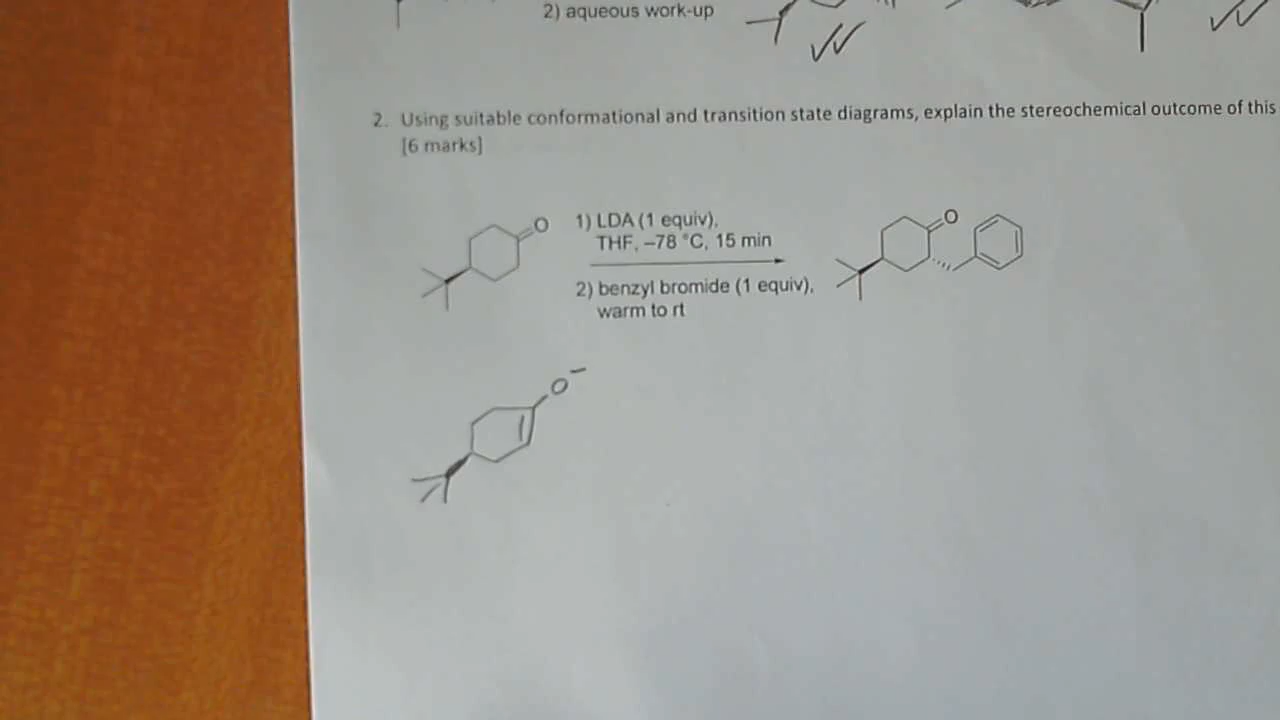 2) aqueous work-up
2. Using suitable conformational and transition state diagrams, explain the stereochemical outcome of this
[6 marks]
O
1) LDA (1 equiv),
THF, –78 °C, 15 min
2) benzyl bromide (1 equiv),
warm to rt
O
O⁻